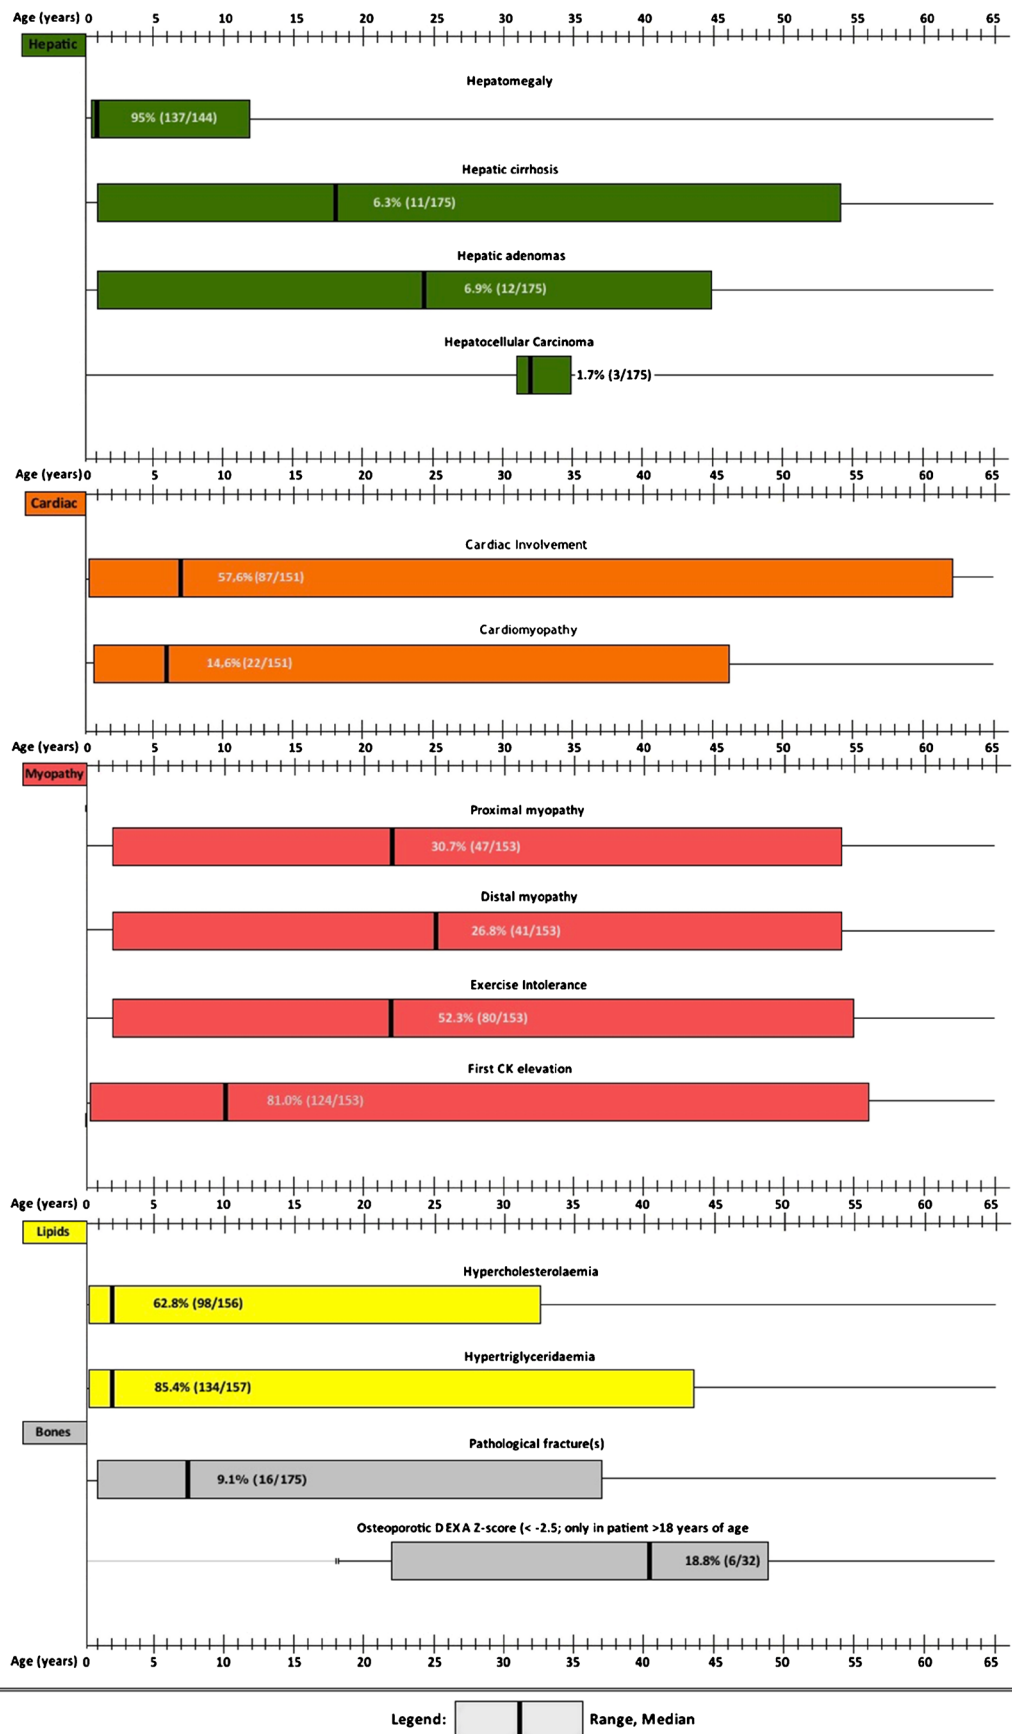 Age (years) 0 5 10 15 20 25 30 35 40 45 50 55 60 65
Hepatic
Hepatomegaly
95% (137/144)
Hepatic cirrhosis
6.3% (11/175)
Hepatic adenomas
6.9% (12/175)
Hepatocellular Carcinoma
1.7% (3/175)
Age (years) 0 5 10 15 20 25 30 35 40 45 50 55 60 65
Cardiac
Cardiac Involvement
57,6% (87/151)
Cardiomyopathy
14,6% (22/151)
Age (years) 0 5 10 15 20 25 30 35 40 45 50 55 60 65
Myopathy
Proximal myopathy
30.7% (47/153)
Distal myopathy
26.8% (41/153)
Exercise Intolerance
52.3% (80/153)
First CK elevation
81.0% (124/153)
Age (years) 0 5 10 15 20 25 30 35 40 45 50 55 60 65
Lipids
Hypercholesterolaemia
62.8% (98/156)
Hypertriglyceridaemia
85.4% (134/157)
Bones
Pathological fracture(s)
9.1% (16/175)
Osteoporotic DEXA Z-score (< -2.5; only in patient >18 years of age
18.8% (6/32)
Age (years) 0 5 10 15 20 25 30 35 40 45 50 55 60 65
Legend: Range, Median